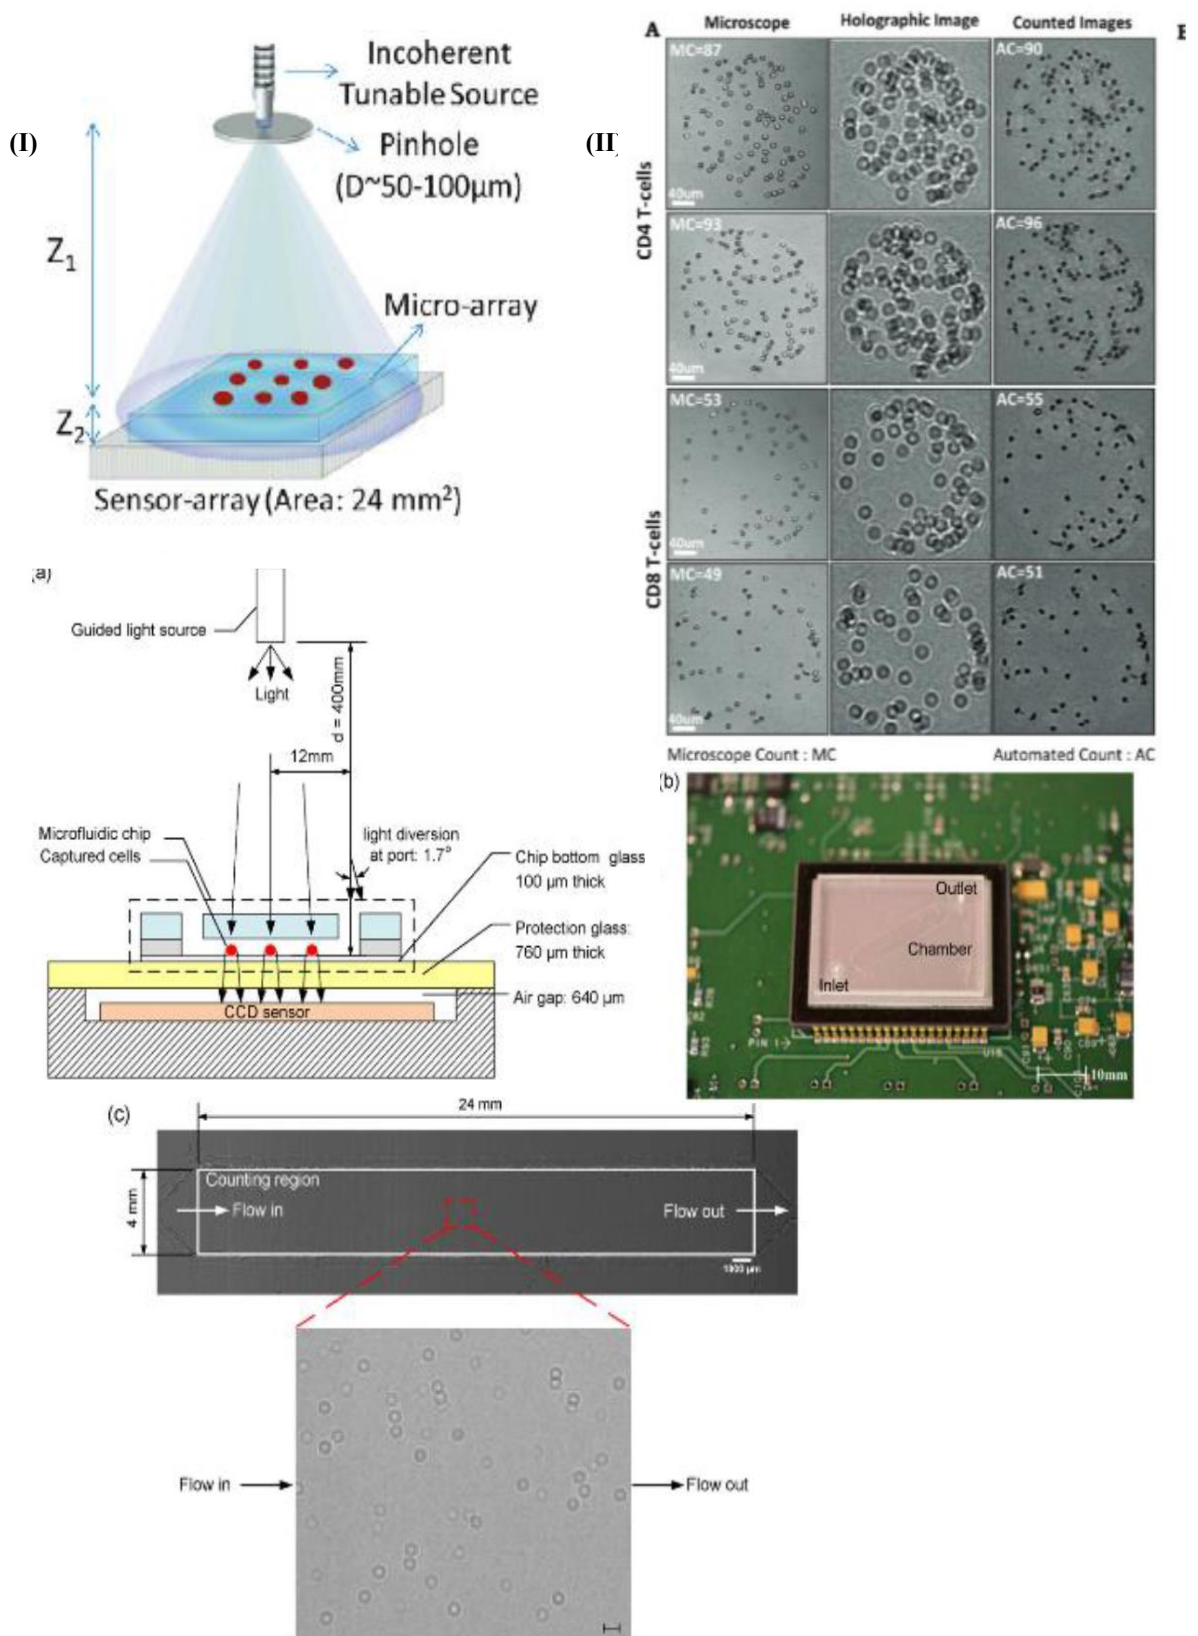 (I)
Incoherent
Tunable Source
Pinhole
(D~50-100µm)
Z1
Micro-array
Z2
Sensor-array (Area: 24 mm²)
(II)
A
Microscope
Holographic Image
Counted Images
CD4 T-cells
MC=87
AC=90
40um
MC=93
AC=96
40um
CD8 T-cells
MC=53
AC=55
40um
MC=49
AC=51
40um
Microscope Count : MC
Automated Count : AC
(a)
Guided light source
Light
d = 400mm
12mm
Microfluidic chip
Captured cells
light diversion
at port: 1.7°
Chip bottom glass
100 µm thick
Protection glass:
760 µm thick
Air gap: 640 µm
CCD sensor
(b)
Outlet
Chamber
Inlet
PIN 1
U16
10mm
(c)
24 mm
4 mm
Counting region
Flow in
Flow out
1000 µm
Flow in
Flow out